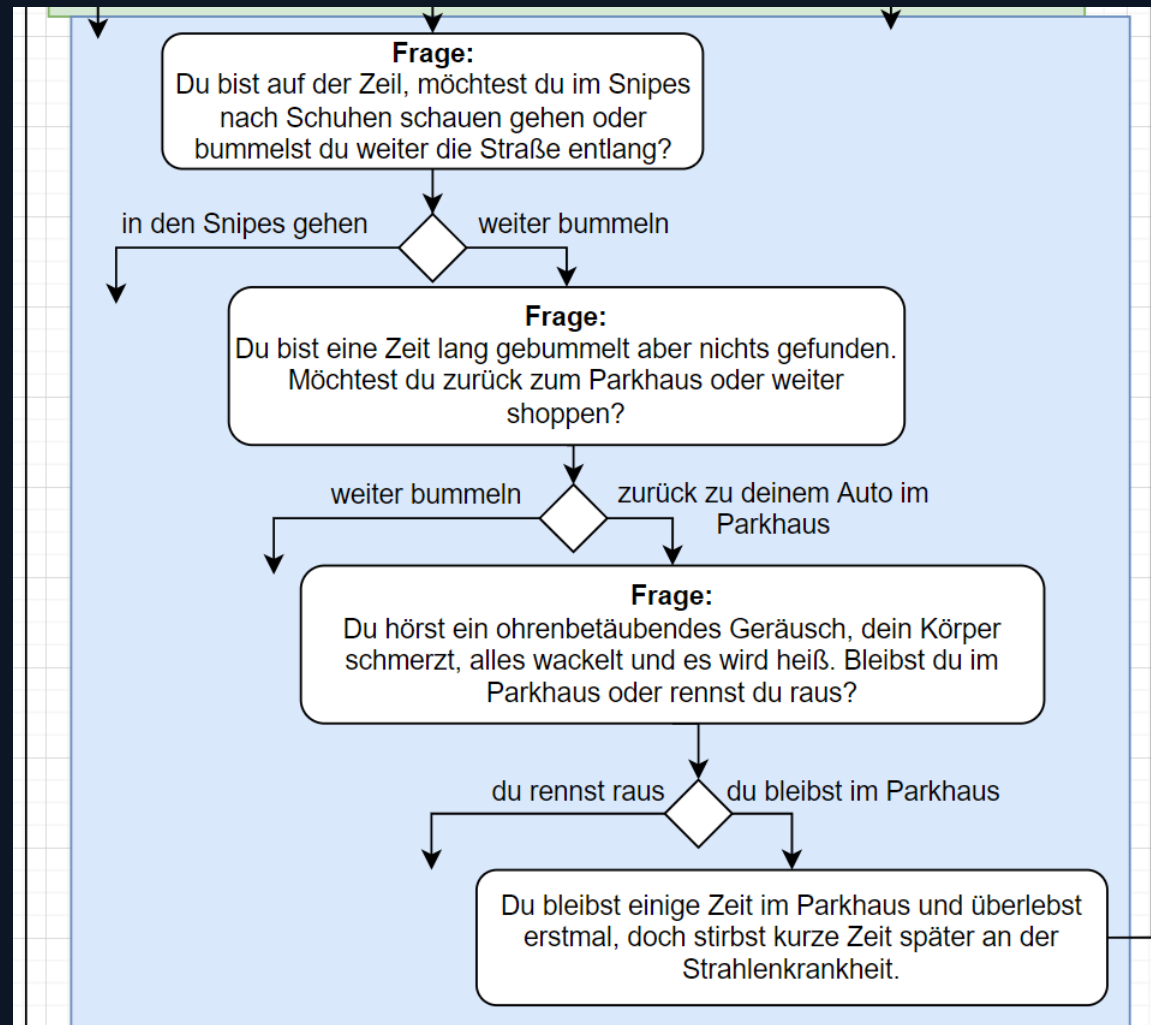 Frage:
Du bist auf der Zeil, möchtest du im Snipes
nach Schuhen schauen gehen oder
bummelst du weiter die Straße entlang?
in den Snipes gehen
weiter bummeln
Frage:
Du bist eine Zeit lang gebummelt aber nichts gefunden.
Möchtest du zurück zum Parkhaus oder weiter
shoppen?
weiter bummeln
zurück zu deinem Auto im
Parkhaus
Frage:
Du hörst ein ohrenbetäubendes Geräusch, dein Körper
schmerzt, alles wackelt und es wird heiß. Bleibst du im
Parkhaus oder rennst du raus?
du rennst raus
du bleibst im Parkhaus
Du bleibst einige Zeit im Parkhaus und überlebst
erstmal, doch stirbst kurze Zeit später an der
Strahlenkrankheit.